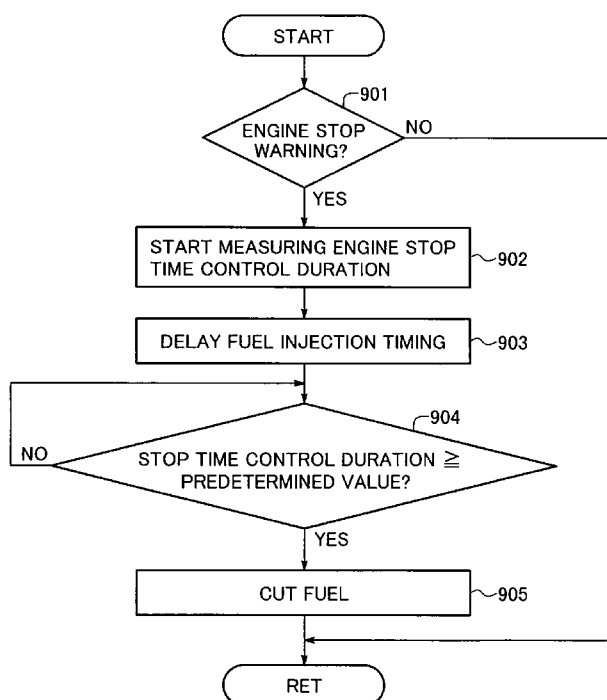 START
901
ENGINE STOP
WARNING?
NO
YES
START MEASURING ENGINE STOP
TIME CONTROL DURATION
902
DELAY FUEL INJECTION TIMING
903
904
NO
STOP TIME CONTROL DURATION ≧
PREDETERMINED VALUE?
YES
CUT FUEL
905
RET